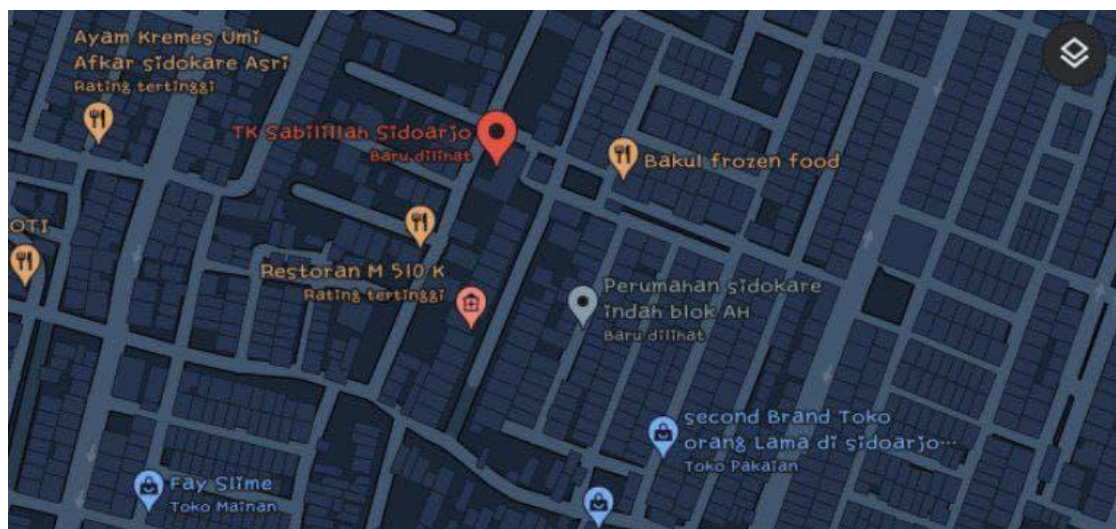 Ayam Kremes Umi
Afkar sidokare Asri
Rating tertinggi
TK Sabilillah Sidoarjo
Baru dilihat
Bakul frozen food
OTI
Restoran M 510 K
Rating tertinggi
Perumahan sidokare
indah blok AH
Baru dilihat
second Brand Toko
orang Lama di sidoarjo...
Toko Pakaian
Fay Slime
Toko Mainan